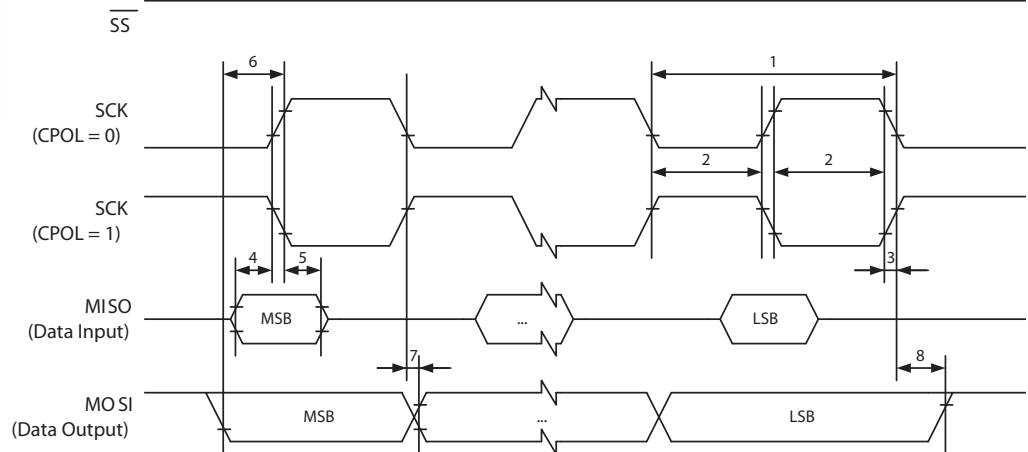 SS
6
1
SCK
(CPOL = 0)
2
2
SCK
(CPOL = 1)
4
5
3
MISO
(Data Input)
MSB
...
LSB
7
8
MOSI
(Data Output)
MSB
...
LSB